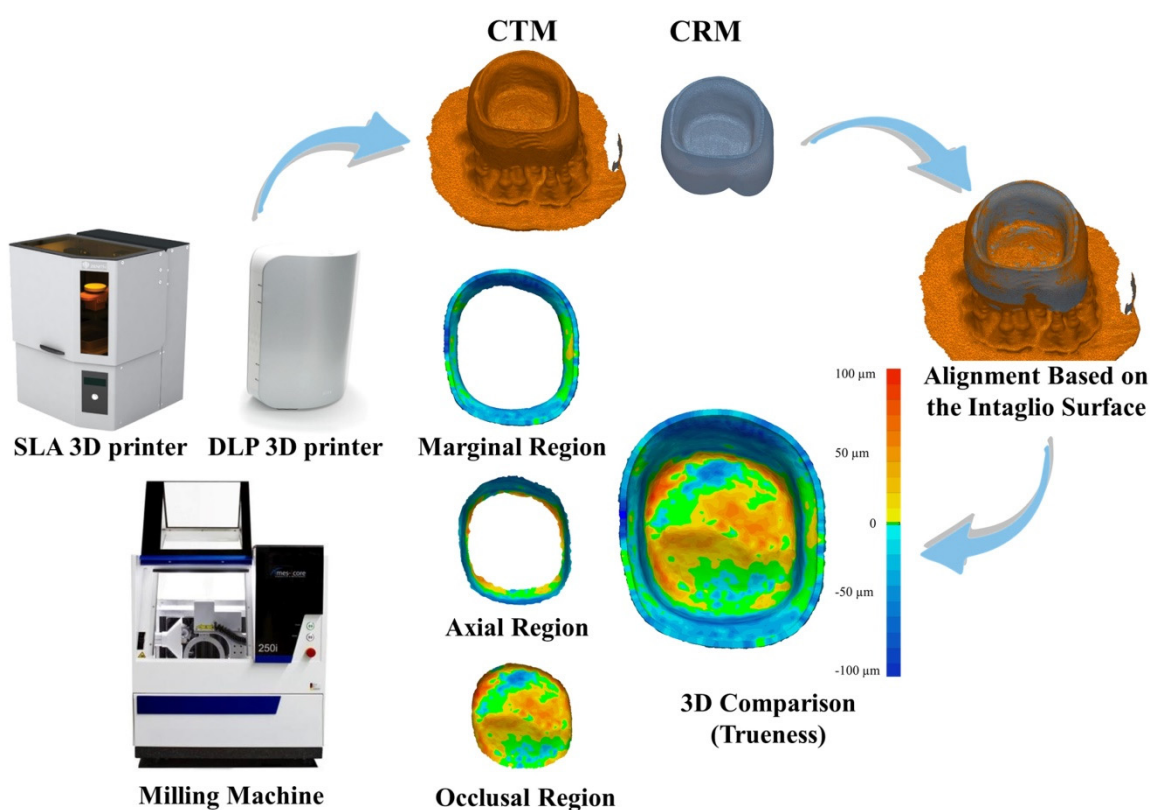 CTM
CRM
SLA 3D printer
DLP 3D printer
Marginal Region
100 µm
50 µm
0
-50 µm
-100 µm
Alignment Based on
the Intaglio Surface
250i
Axial Region
3D Comparison
(Trueness)
Milling Machine
Occlusal Region